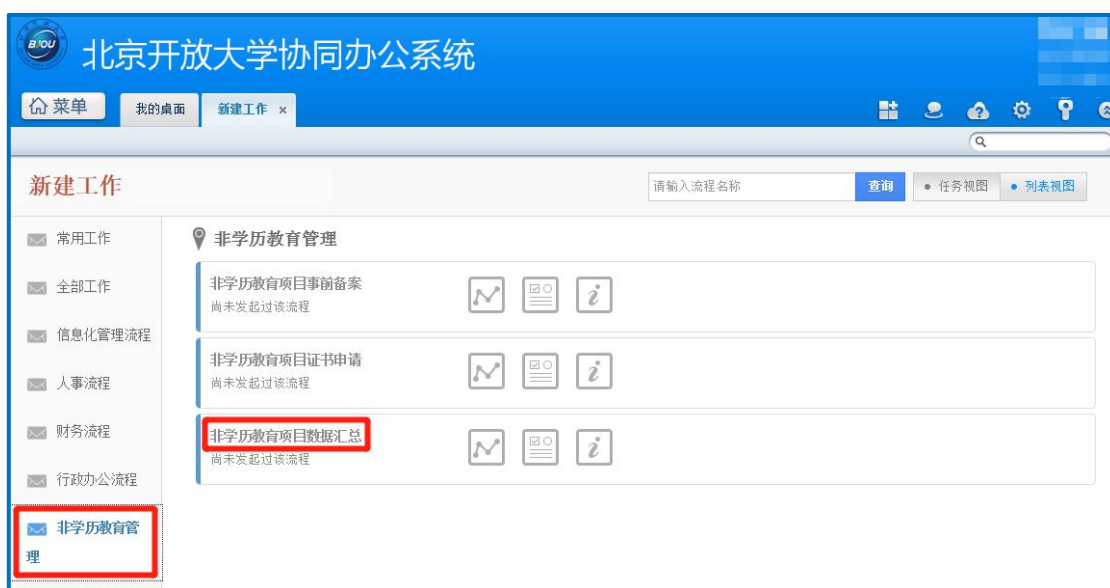 BJOU
北京开放大学协同办公系统
菜单 我的桌面 新建工作 ×
新建工作 请输入流程名称 查询 • 任务视图 • 列表视图
常用工作
全部工作
信息化管理流程
人事流程
财务流程
行政办公流程
非学历教育管
理
非学历教育管理
非学历教育项目事前备案
尚未发起过该流程
非学历教育项目证书申请
尚未发起过该流程
非学历教育项目数据汇总
尚未发起过该流程